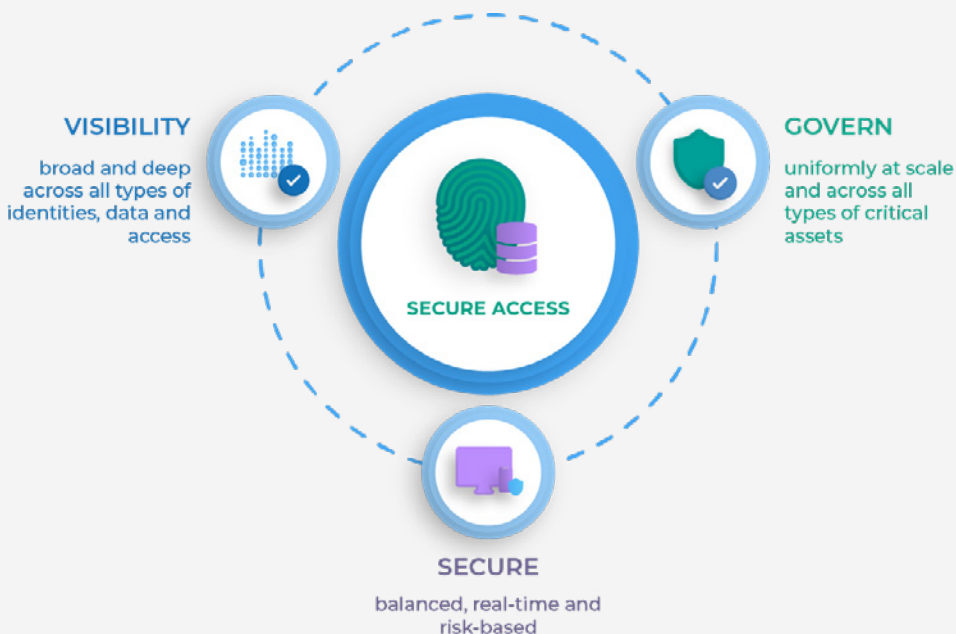 VISIBILITY
broad and deep
across all types of
identities, data and
access
SECURE ACCESS
GOVERN
uniformly at scale
and across all
types of critical
assets
SECURE
balanced, real-time and
risk-based